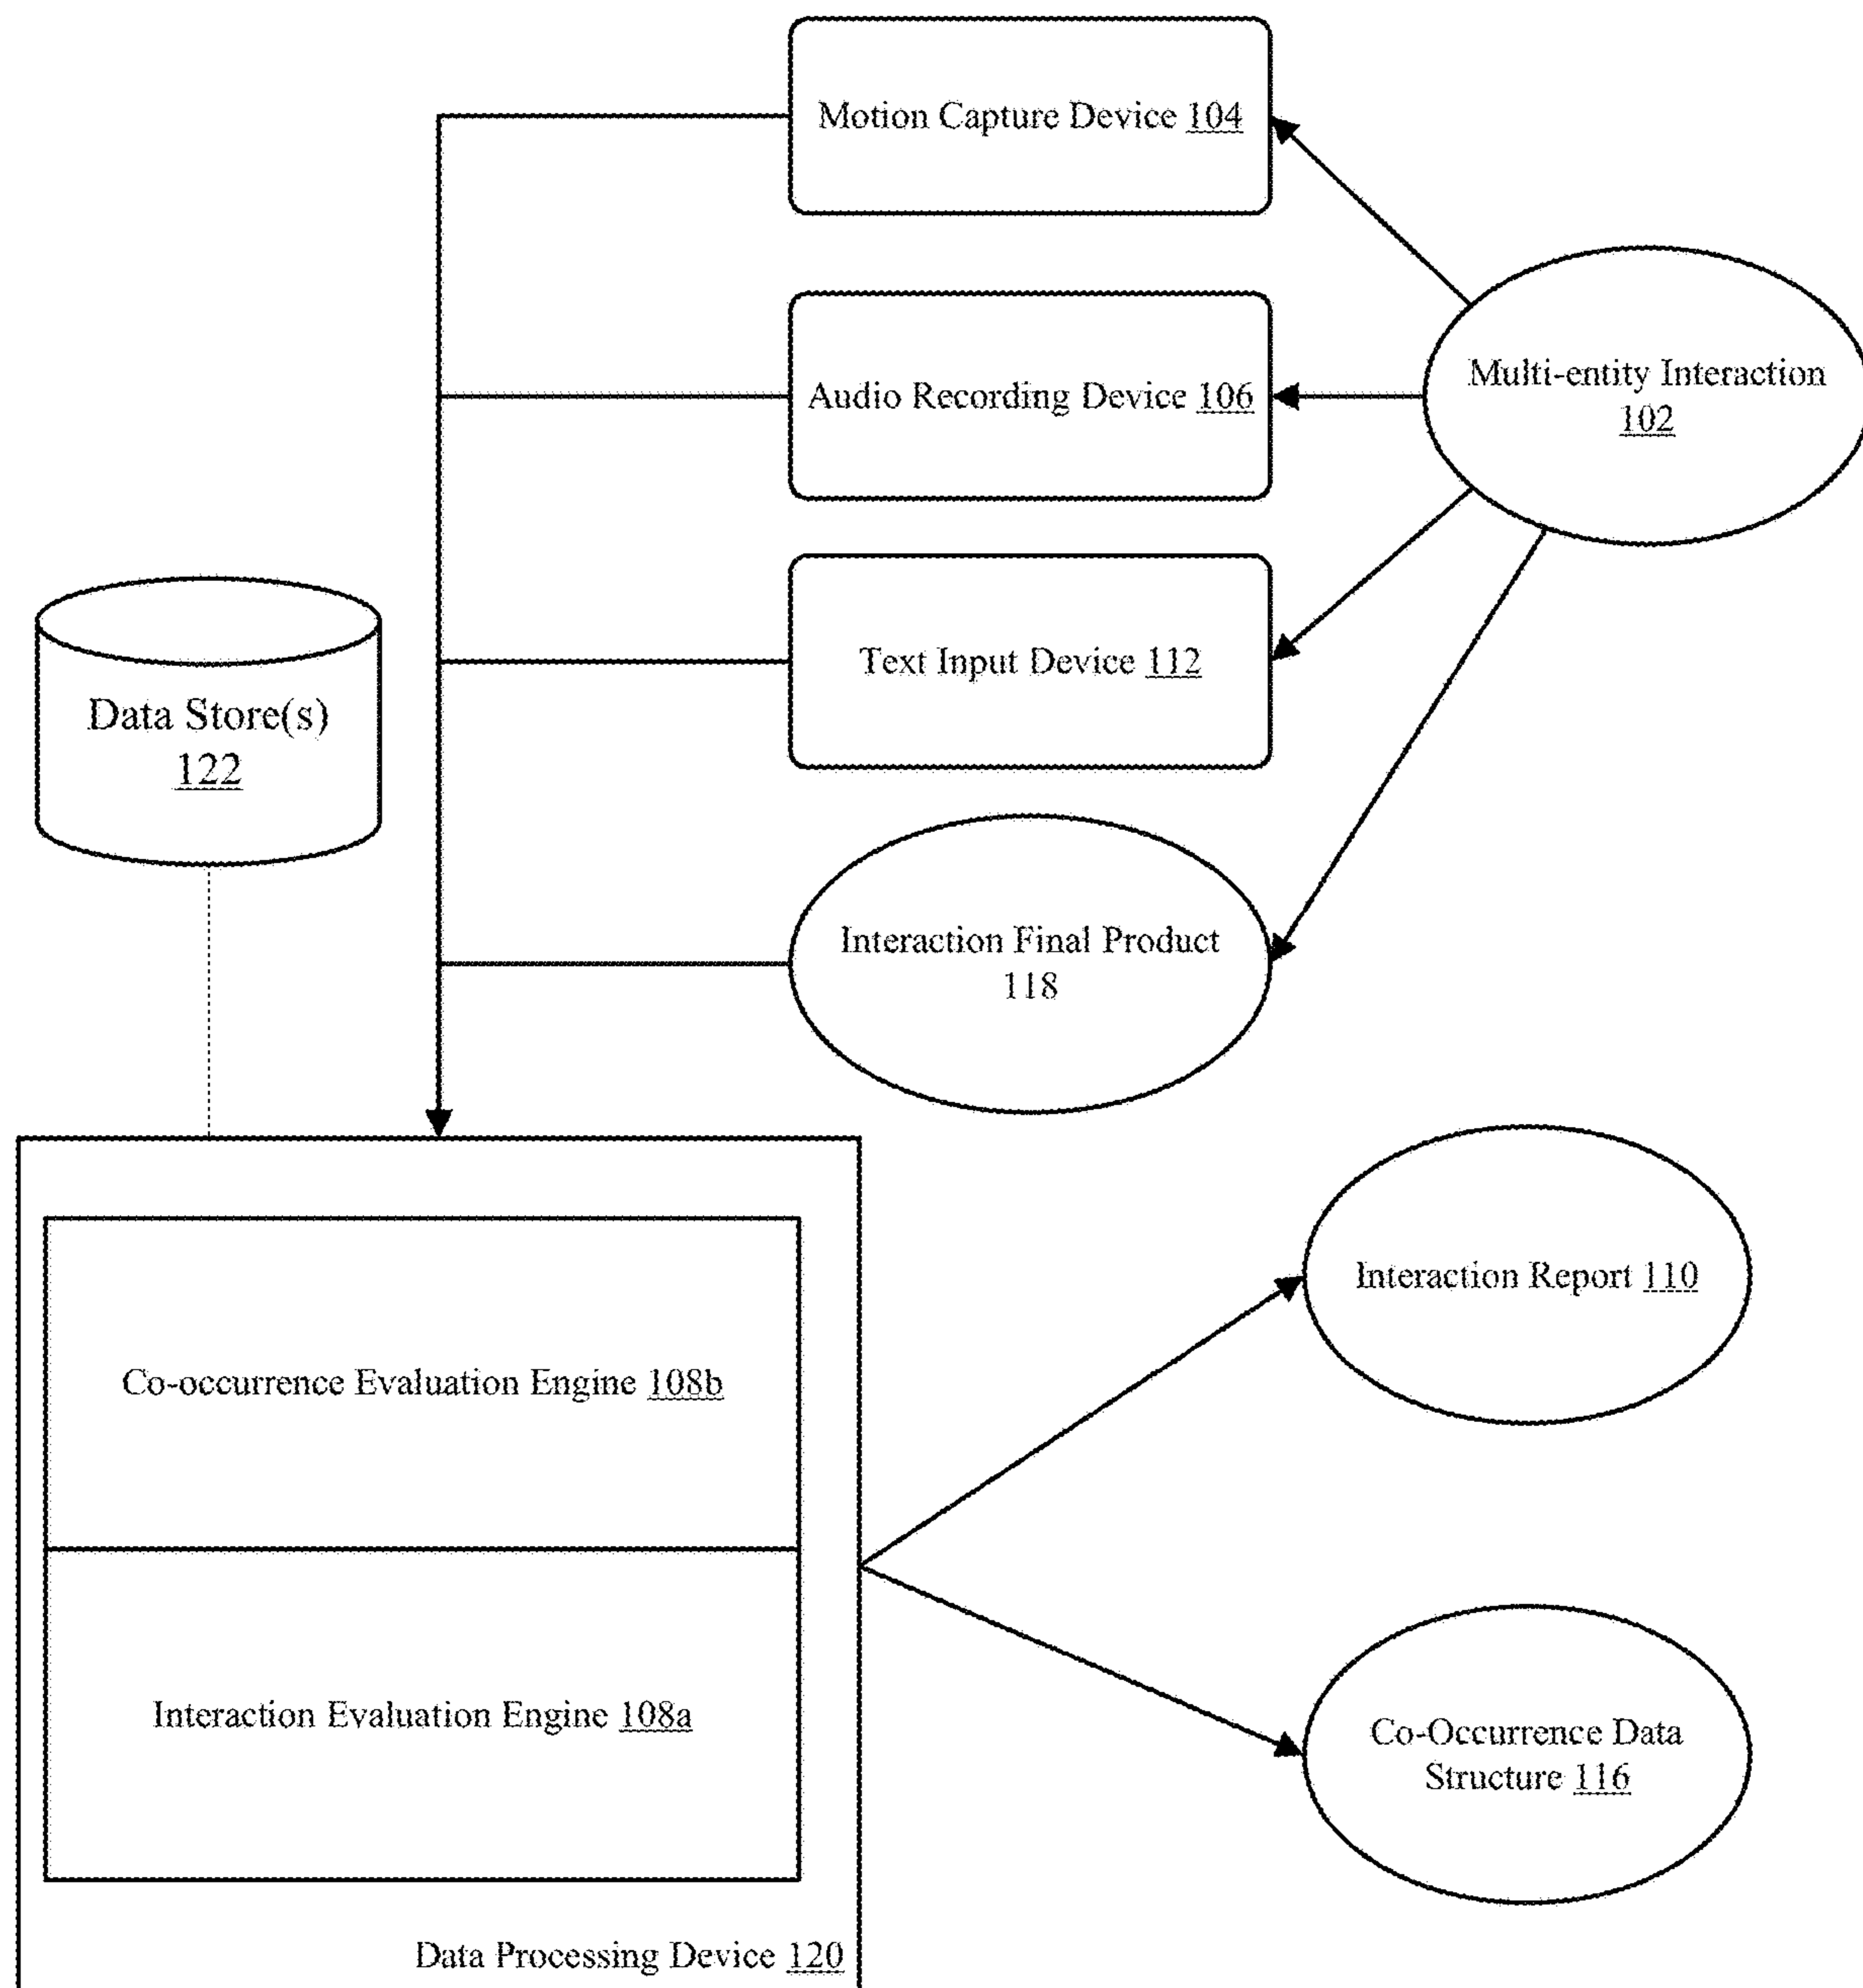 Motion Capture Device 104
Audio Recording Device 106
Multi-entity Interaction
102
Text Input Device 112
Data Store(s)
122
Interaction Final Product
118
Co-occurrence Evaluation Engine 108b
Interaction Evaluation Engine 108a
Data Processing Device 120
Interaction Report 110
Co-Occurrence Data
Structure 116